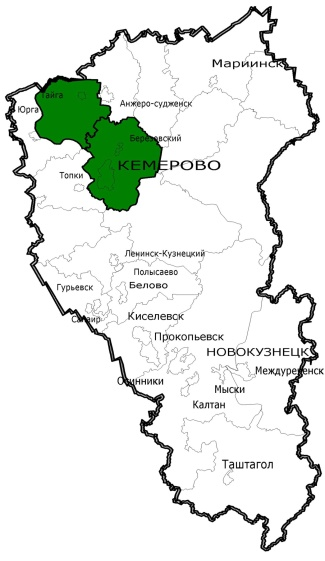 Мариинск
Тайга
Анжеро-судженск
Юрга
Березовский
КЕМЕРОВО
Топки
Ленинск-Кузнецкий
Полысаево
Гурьевск
Белово
Салаир
Киселевск
Прокопьевск
НОВОКУЗНЕЦК
Междуреченск
Осинники
Мыски
Калтан
Таштагол